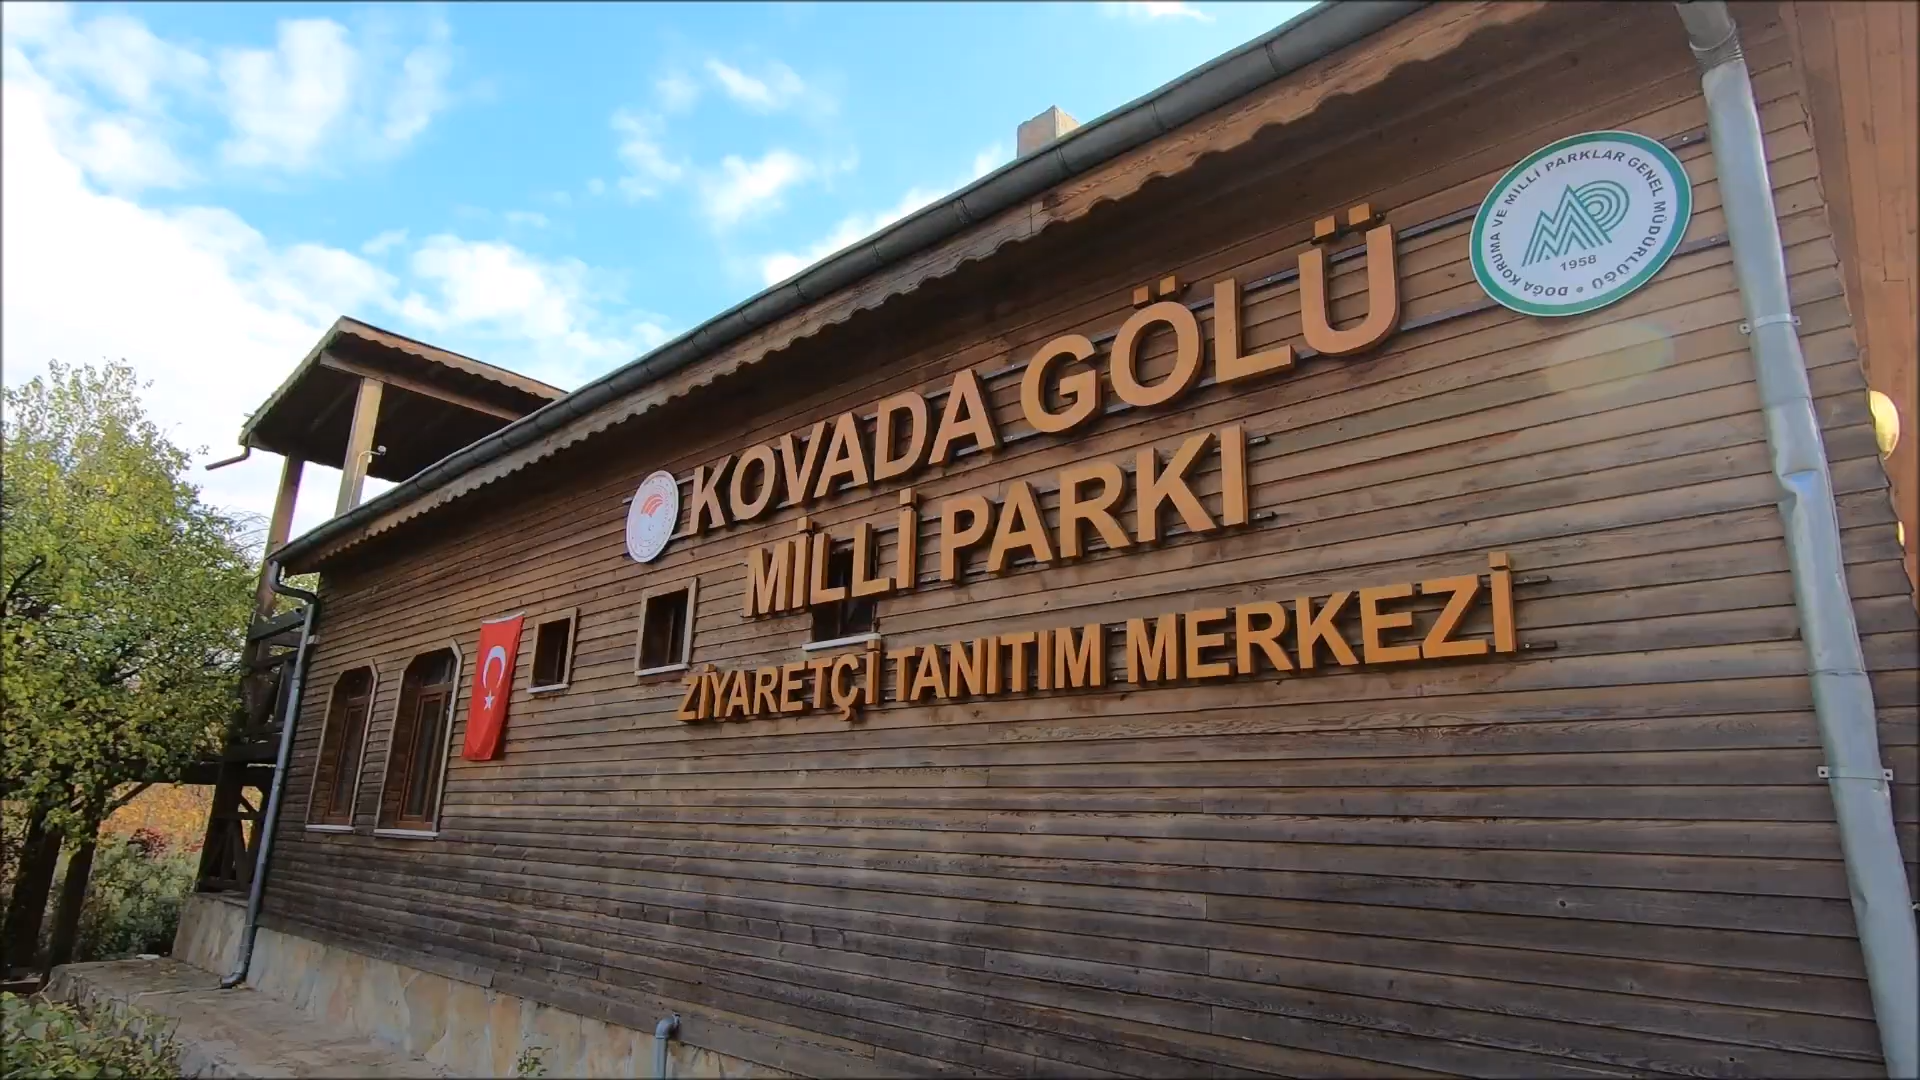 KOVADA GÖLÜ
MİLLİ PARKI
ZİYARETÇİ TANITIM MERKEZİ
DOĞA KORUMA VE MİLLİ PARKLAR GENEL MÜDÜRLÜĞÜ
1958